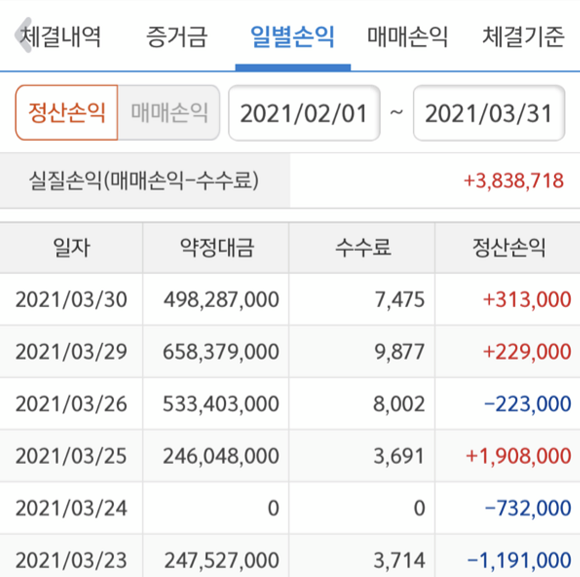 체결내역 증거금 일별손익 매매손익 체결기준
정산손익 매매손익 2021/02/01 ~ 2021/03/31
실질손익(매매손익-수수료) +3,838,718
일자 약정대금 수수료 정산손익
2021/03/30 498,287,000 7,475 +313,000
2021/03/29 658,379,000 9,877 +229,000
2021/03/26 533,403,000 8,002 -223,000
2021/03/25 246,048,000 3,691 +1,908,000
2021/03/24 0 0 -732,000
2021/03/23 247,527,000 3,714 -1,191,000